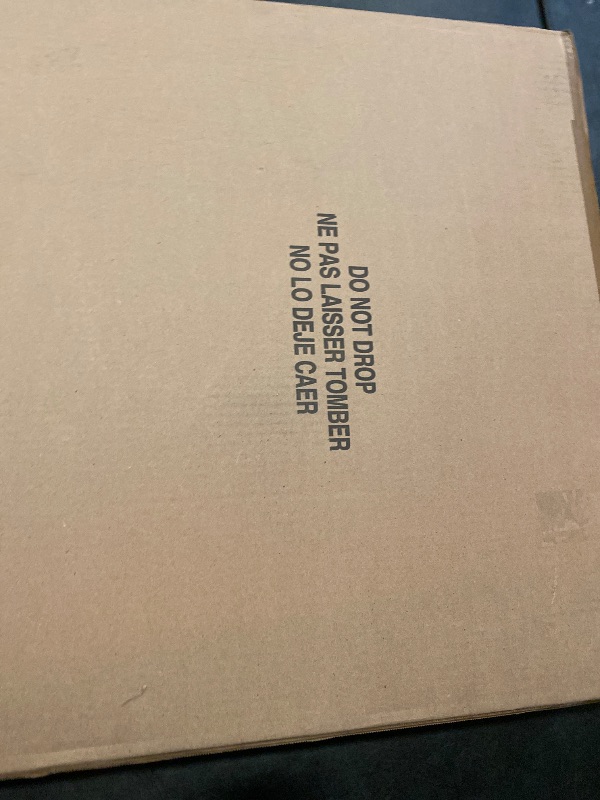 DO NOT DROP
NE PAS LAISSER TOMBER
NO LO DEJE CAER